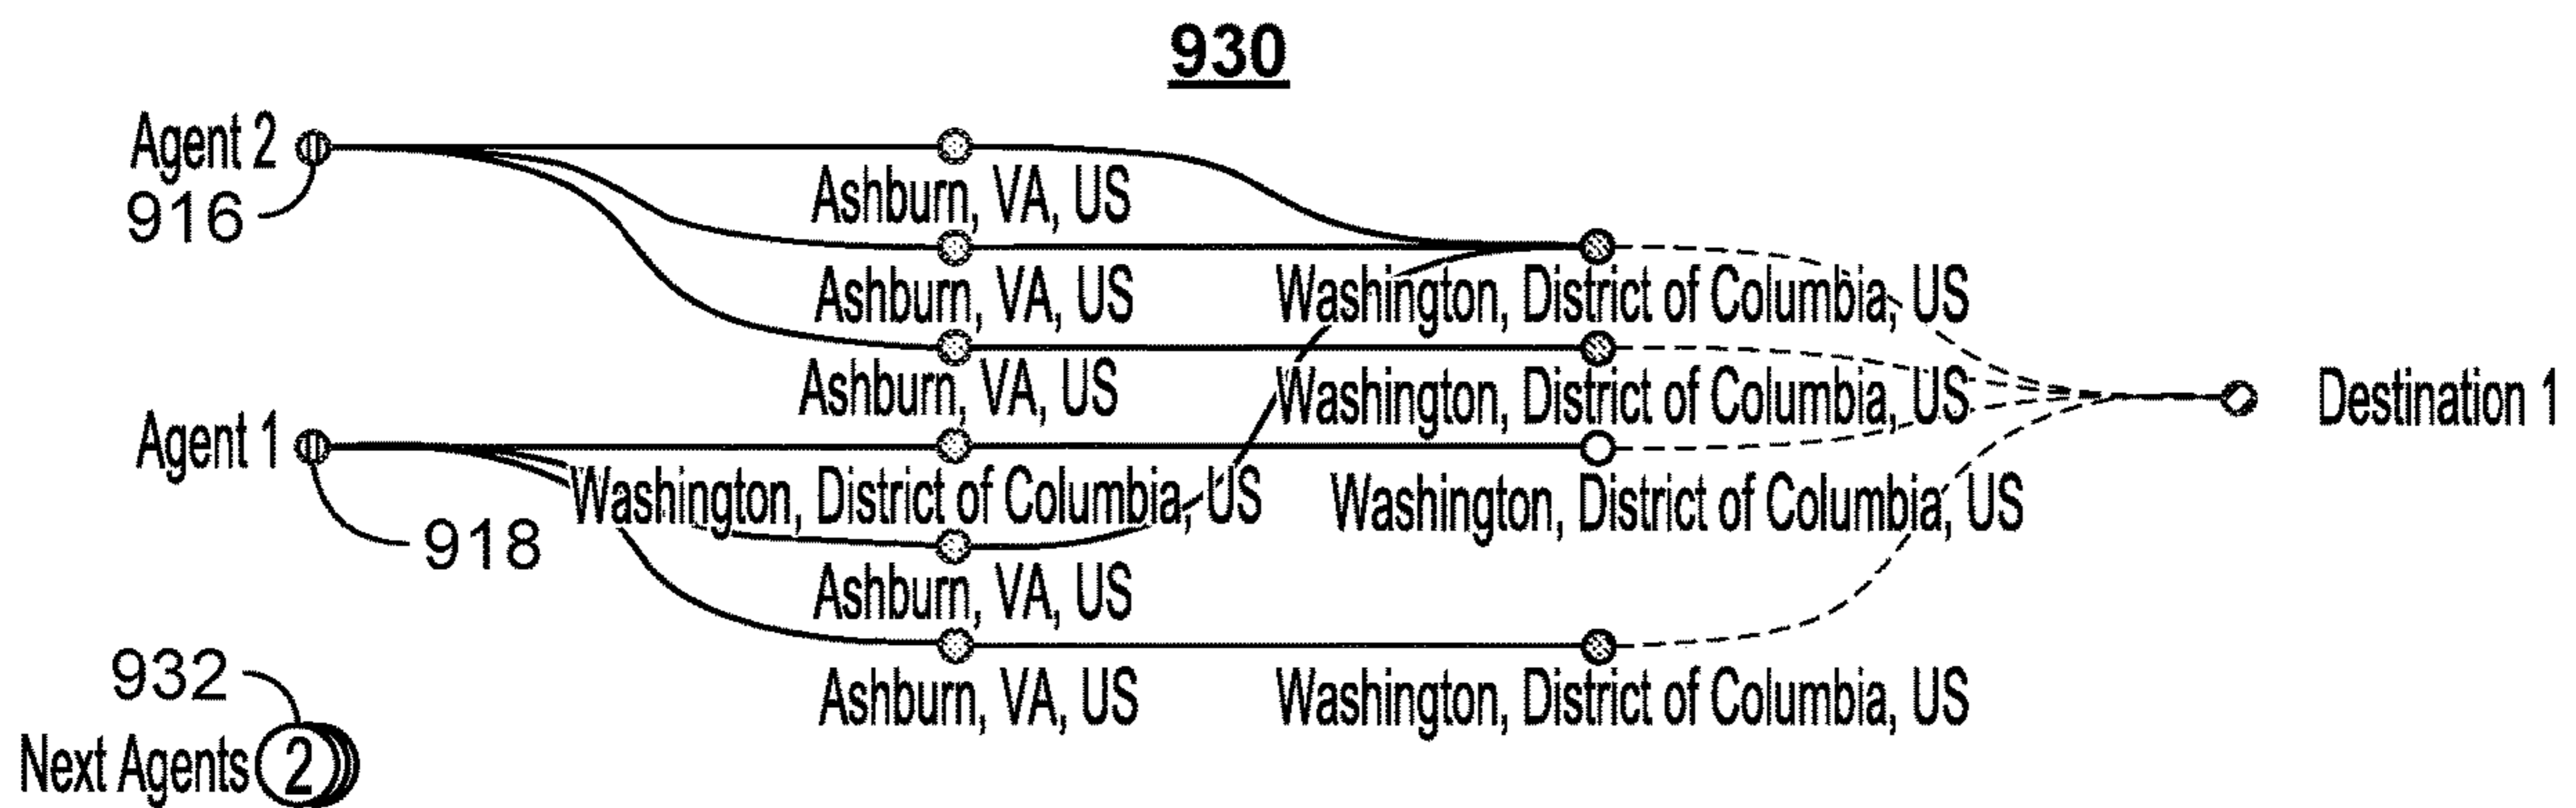 930
Agent 2
916
Ashburn, VA, US
Ashburn, VA, US
Washington, District of Columbia, US
Ashburn, VA, US
Washington, District of Columbia, US
Destination 1
Agent 1
918
Washington, District of Columbia, US
Washington, District of Columbia, US
Ashburn, VA, US
932
Ashburn, VA, US
Washington, District of Columbia, US
Next Agents 2